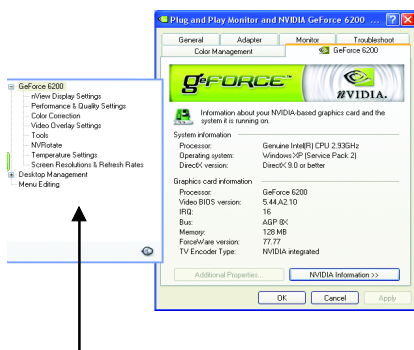 Plug and Play Monitor and NVIDIA GeForce 6200 ...
General Adapter Monitor Troubleshoot
Color Management GeForce 6200
GeFORCE™
NVIDIA.
Information about your NVIDIA-based graphics card and the
system it is running on.
System information
Processor: Genuine Intel(R) CPU 2.93GHz
Operating system: Windows XP (Service Pack 2)
DirectX version: DirectX 9.0 or better
Graphics card information
Processor: GeForce 6200
Video BIOS version: 5.44.A2.10
IRQ: 16
Bus: AGP 8X
Memory: 128 MB
ForceWare version: 77.77
TV Encoder Type: NVIDIA integrated
Additional Properties... NVIDIA Information >>
OK Cancel Apply
GeForce 6200
nView Display Settings
Performance & Quality Settings
Color Correction
Video Overlay Settings
Tools
NVRotate
Temperature Settings
Screen Resolutions & Refresh Rates
Desktop Management
Menu Editing